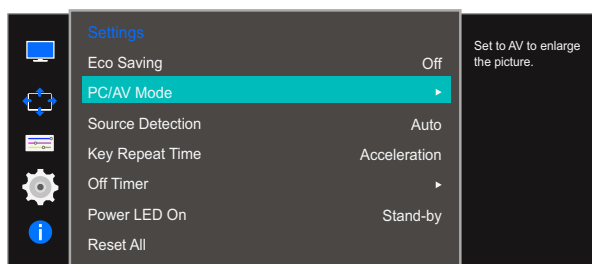 Settings
Eco Saving Off
PC/AV Mode ►
Source Detection Auto
Key Repeat Time Acceleration
Off Timer ►
Power LED On Stand-by
Reset All
Set to AV to enlarge
the picture.